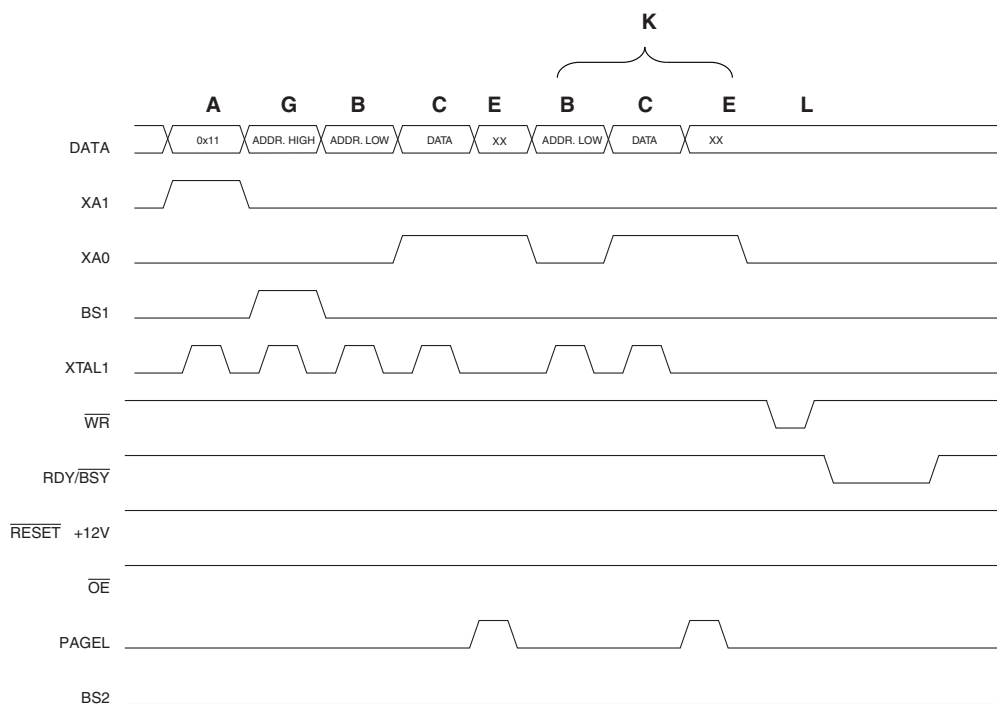 K
A G B C E B C E L
DATA 0x11 ADDR. HIGH ADDR. LOW DATA XX ADDR. LOW DATA XX
XA1
XA0
BS1
XTAL1
WR
RDY/BSY
RESET +12V
OE
PAGEL
BS2